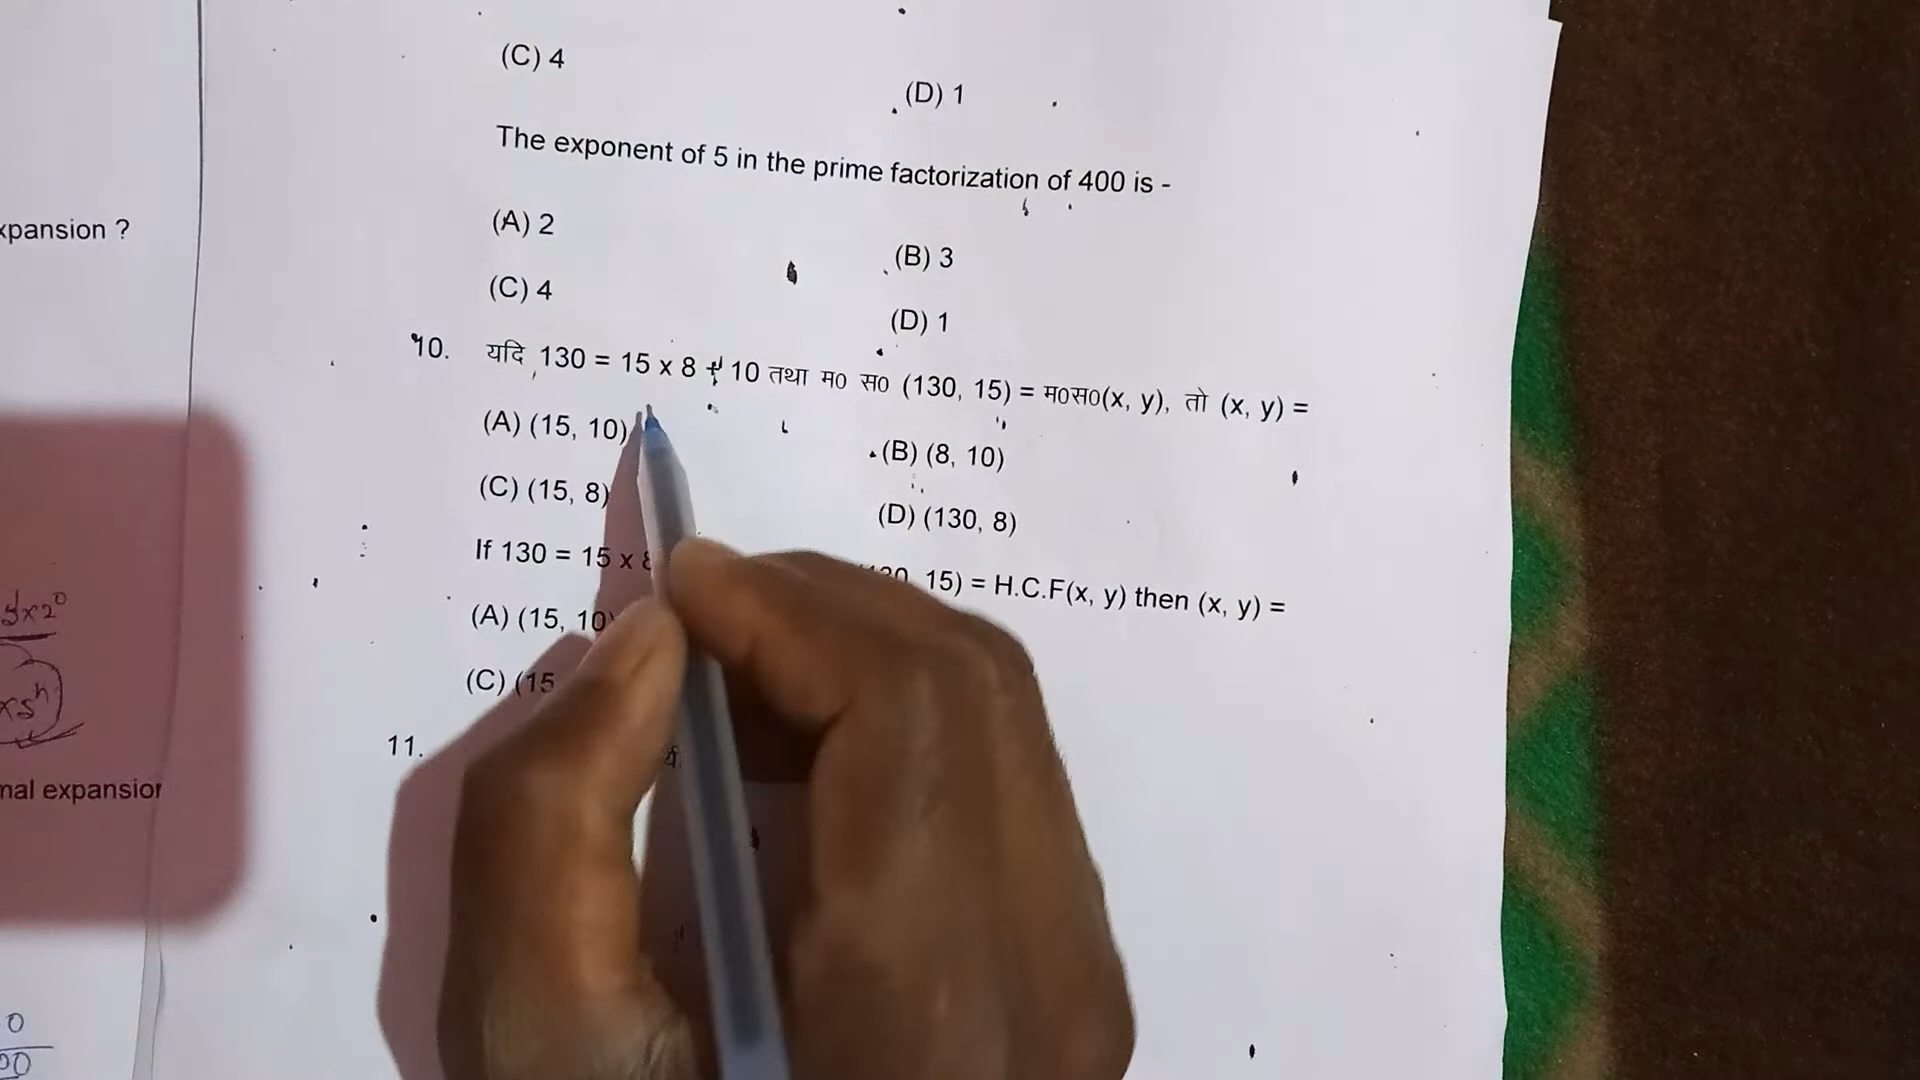 (C) 4
(D) 1
The exponent of 5 in the prime factorization of 400 is -
(A) 2
(B) 3
(C) 4
(D) 1
10. यदि 130 = 15 x 8 + 10 तथा म0 स0 (130, 15) = म0स0(x, y), तो (x, y) =
(A) (15, 10)
(B) (8, 10)
(C) (15, 8)
(D) (130, 8)
If 130 = 15 x 15) = H.C.F(x, y) then (x, y) =
(A) (15, 10)
(C) (15
11.
xpansion ?
expansion
0